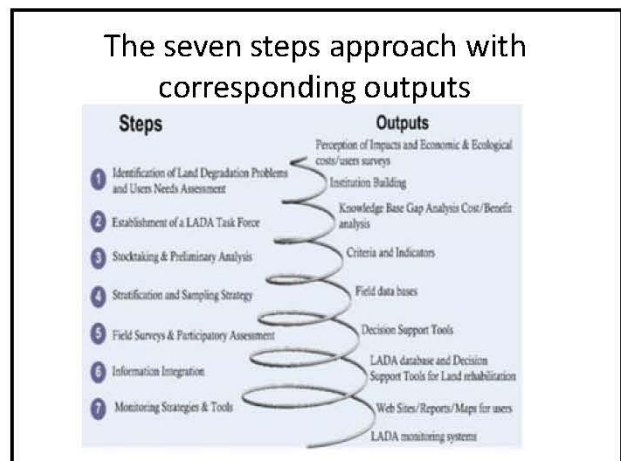 The seven steps approach with
corresponding outputs
Steps
1 Identification of Land Degradation Problems
and Users Needs Assessment
2 Establishment of a LADA Task Force
3 Stocktaking & Preliminary Analysis
4 Stratification and Sampling Strategy
5 Field Surveys & Participatory Assessment
6 Information Integration
7 Monitoring Strategies & Tools
Outputs
Perception of Impacts and Economic & Ecological
costs/users surveys
Institution Building
Knowledge Base Gap Analysis Cost/Benefit
analysis
Criteria and Indicators
Field data bases
Decision Support Tools
LADA database and Decision
Support Tools for Land rehabilitation
Web Sites/Reports/Maps for users
LADA monitoring systems